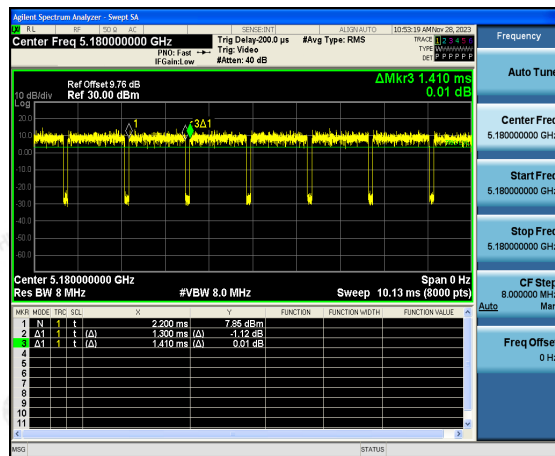 Agilent Spectrum Analyzer - Swept SA
RL RF 50 Ω AC SENSE:INT ALIGNAUTO 10:53:19 AM Nov 28, 2023
Center Freq 5.180000000 GHz
PNO: Fast
IFGain:Low
Trig Delay-200.0 µs
Trig: Video
#Atten: 40 dB
#Avg Type: RMS
TRACE 1 2 3 4 5 6
TYPE
DET P P P P P P
ΔMkr3 1.410 ms
0.01 dB
Ref Offset 9.76 dB
10 dB/div Ref 30.00 dBm
Log
20.0
10.0
0.00
-10.0
-20.0
-30.0
-40.0
-50.0
-60.0
1
3Δ1
Center 5.180000000 GHz Span 0 Hz
Res BW 8 MHz #VBW 8.0 MHz Sweep 10.13 ms (8000 pts)
MKR MODE TRC SCL X Y FUNCTION FUNCTION WIDTH FUNCTION VALUE
1 N 1 t 2.200 ms 7.85 dBm
2 Δ1 1 t (Δ) 1.300 ms (Δ) -1.12 dB
3 Δ1 1 t (Δ) 1.410 ms (Δ) 0.01 dB
4
5
6
7
8
9
10
11
MSG STATUS
Frequency
Auto Tune
Center Freq
5.180000000 GHz
Start Freq
5.180000000 GHz
Stop Freq
5.180000000 GHz
CF Step
8.000000 MHz
Auto Man
Freq Offset
0 Hz